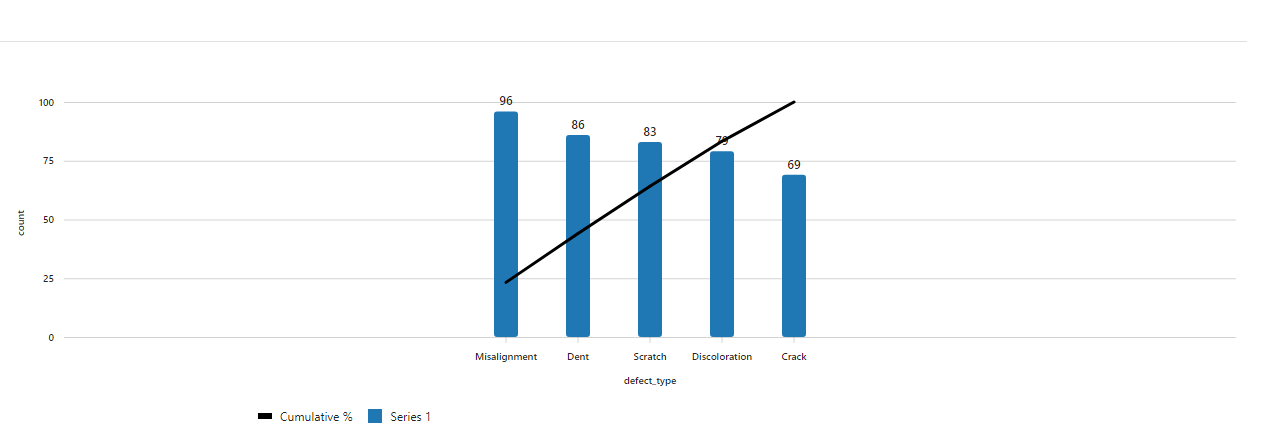 96
100
86
83
79
75
69
50
count
25
0
Misalignment Dent Scratch Discoloration Crack
defect_type
Cumulative % Series 1